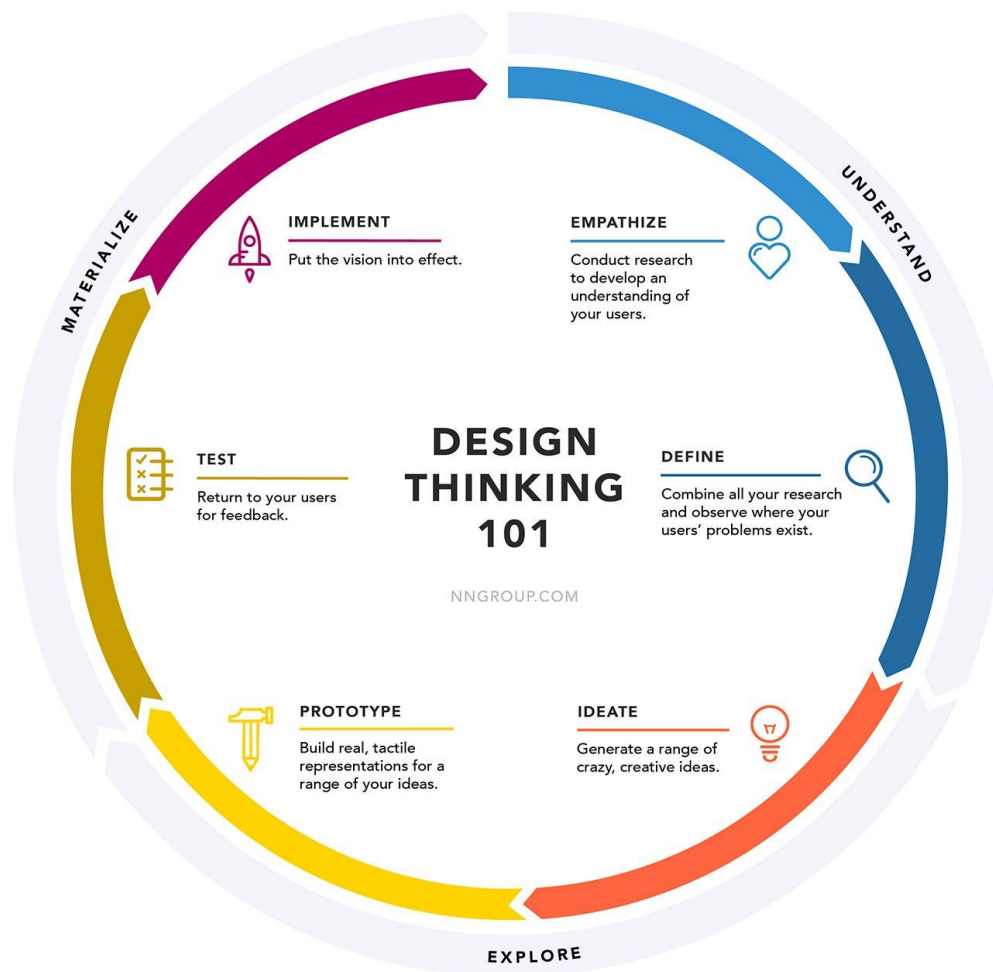 DESIGN
THINKING
101
NNGROUP.COM
UNDERSTAND
EMPATHIZE
Conduct research
to develop an
understanding of
your users.
DEFINE
Combine all your research
and observe where your
users’ problems exist.
EXPLORE
IDEATE
Generate a range of
crazy, creative ideas.
PROTOTYPE
Build real, tactile
representations for a
range of your ideas.
MATERIALIZE
TEST
Return to your users
for feedback.
IMPLEMENT
Put the vision into effect.